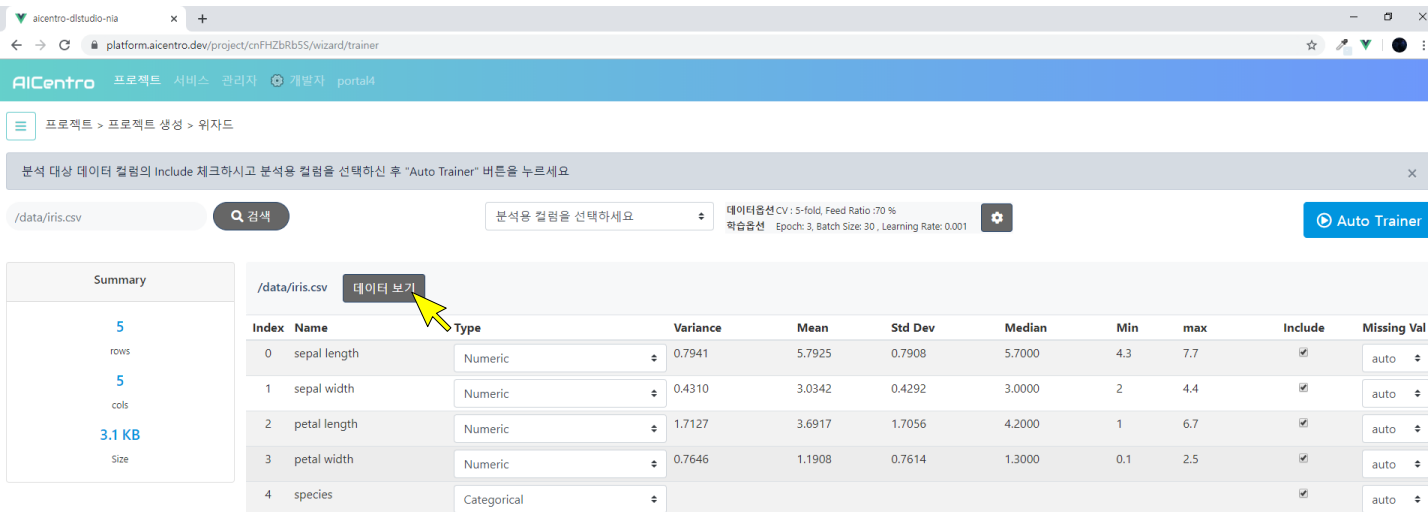 aicentro-dlstudio-nia
platform.aicentro.dev/project/cnFHZbRb5S/wizard/trainer
AICentro 프로젝트 서비스 관리자 개발자 portal4
프로젝트 > 프로젝트 생성 > 위자드
분석 대상 데이터 컬럼의 Include 체크하시고 분석용 컬럼을 선택하신 후 "Auto Trainer" 버튼을 누르세요
/data/iris.csv 검색 분석용 컬럼을 선택하세요 데이터옵션 CV : 5-fold, Feed Ratio :70 %
학습옵션 Epoch: 3, Batch Size: 30 , Learning Rate: 0.001
Auto Trainer
Summary
5
rows
5
cols
3.1 KB
Size
/data/iris.csv 데이터 보기
Index Name Type Variance Mean Std Dev Median Min max Include Missing Val
0 sepal length Numeric 0.7941 5.7925 0.7908 5.7000 4.3 7.7 auto
1 sepal width Numeric 0.4310 3.0342 0.4292 3.0000 2 4.4 auto
2 petal length Numeric 1.7127 3.6917 1.7056 4.2000 1 6.7 auto
3 petal width Numeric 0.7646 1.1908 0.7614 1.3000 0.1 2.5 auto
4 species Categorical auto